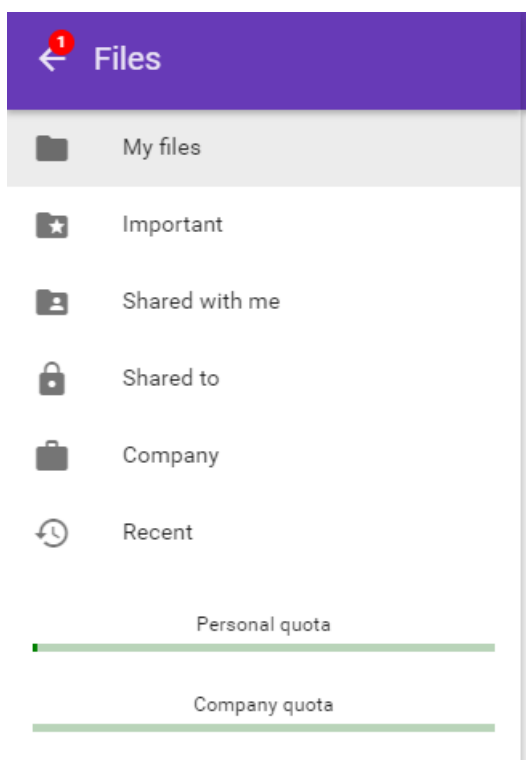 1
Files
My files
Important
Shared with me
Shared to
Company
Recent
Personal quota
Company quota